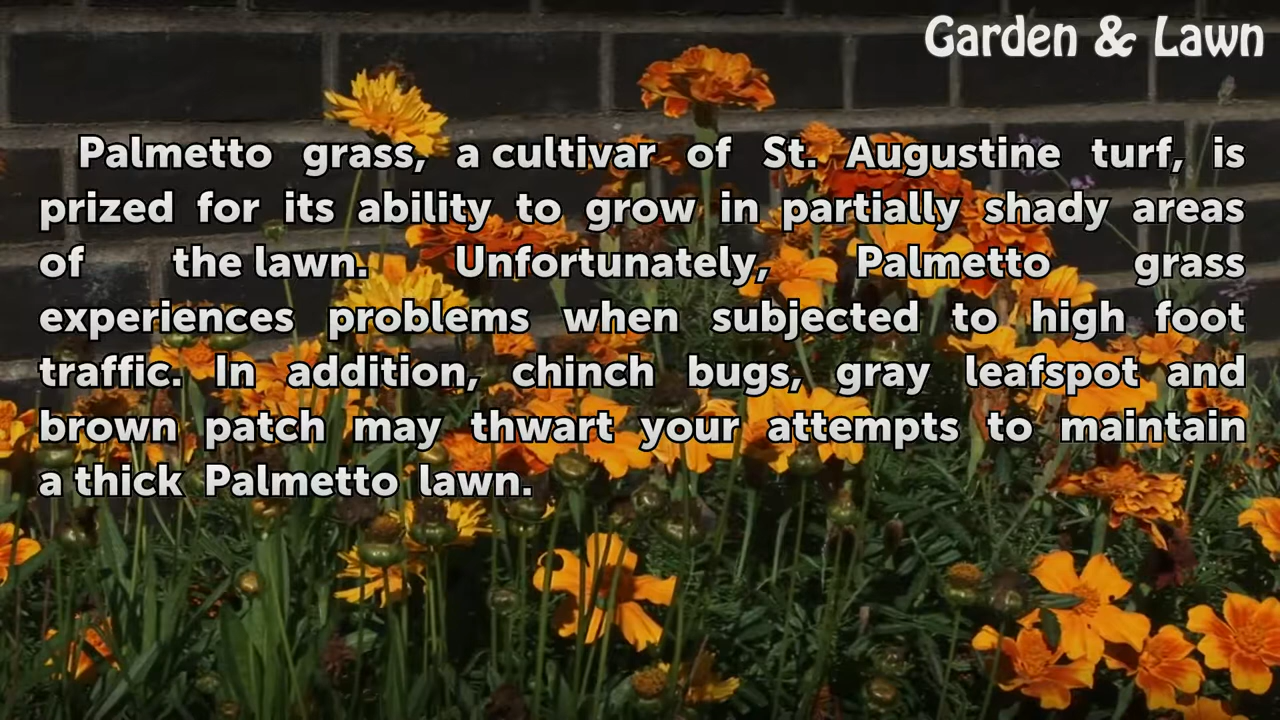 Garden & Lawn
Palmetto grass, a cultivar of St. Augustine turf, is
prized for its ability to grow in partially shady areas
of the lawn. Unfortunately, Palmetto grass
experiences problems when subjected to high foot
traffic. In addition, chinch bugs, gray leafspot and
brown patch may thwart your attempts to maintain
a thick Palmetto lawn.